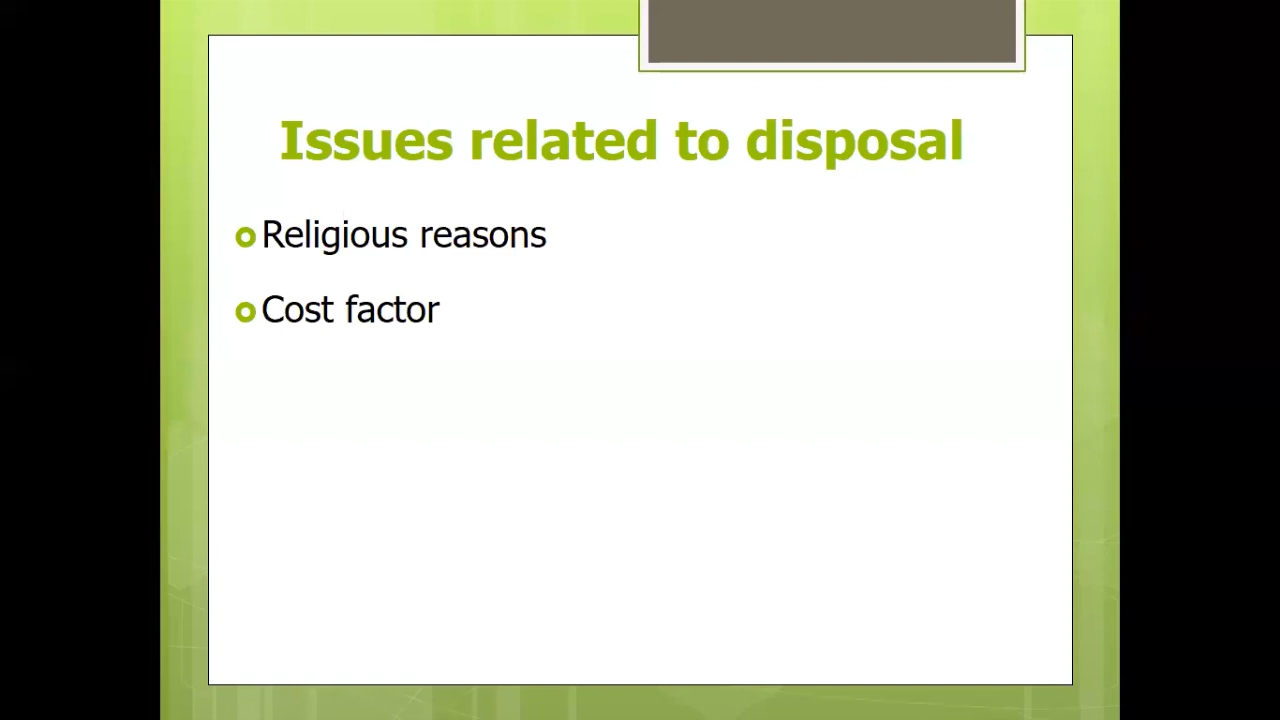 Issues related to disposal
Religious reasons
Cost factor